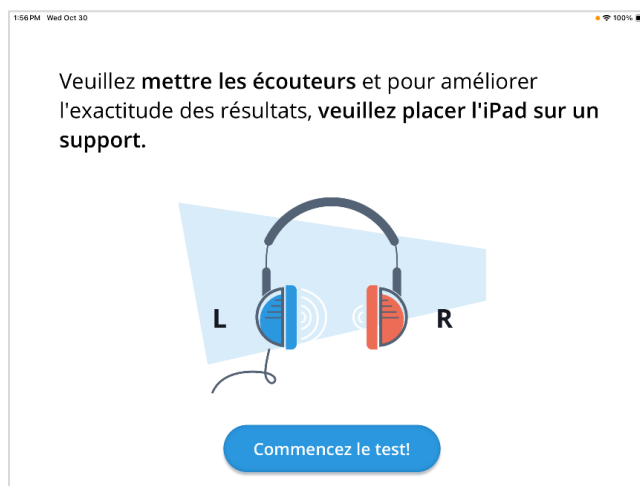 1:56 PM Wed Oct 30
100%
Veuillez mettre les écouteurs et pour améliorer
l'exactitude des résultats, veuillez placer l'iPad sur un
support.
L
R
Commencez le test!